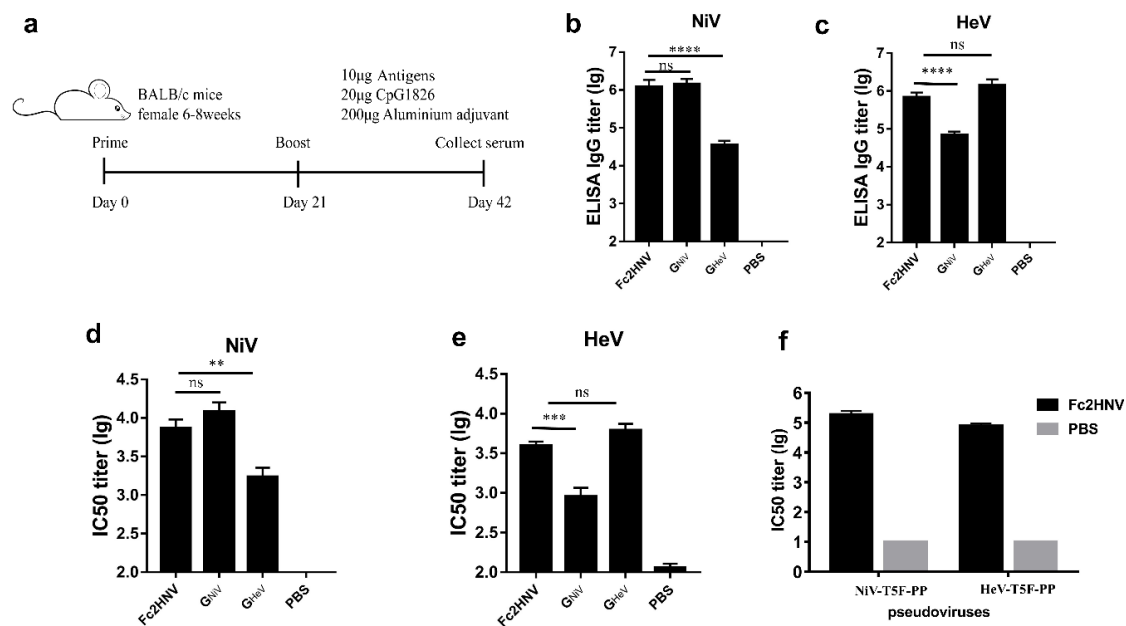 a
BALB/c mice
female 6-8weeks
10μg Antigens
20μg CpG1826
200μg Aluminium adjuvant
Prime
Boost
Collect serum
Day 0
Day 21
Day 42
b
NiV
ELISA IgG titer (lg)
7
6
5
4
3
2
****
ns
Fc2HNV
GNiV
GHeV
PBS
c
HeV
ELISA IgG titer (lg)
7
6
5
4
3
2
ns
****
Fc2HNV
GNiV
GHeV
PBS
d
NiV
IC50 titer (lg)
4.5
4.0
3.5
3.0
2.5
2.0
**
ns
Fc2HNV
GNiV
GHeV
PBS
e
HeV
IC50 titer (lg)
4.5
4.0
3.5
3.0
2.5
2.0
ns
***
Fc2HNV
GNiV
GHeV
PBS
f
IC50 titer (lg)
6
5
4
3
2
1
0
Fc2HNV
PBS
NiV-T5F-PP
HeV-T5F-PP
pseudoviruses